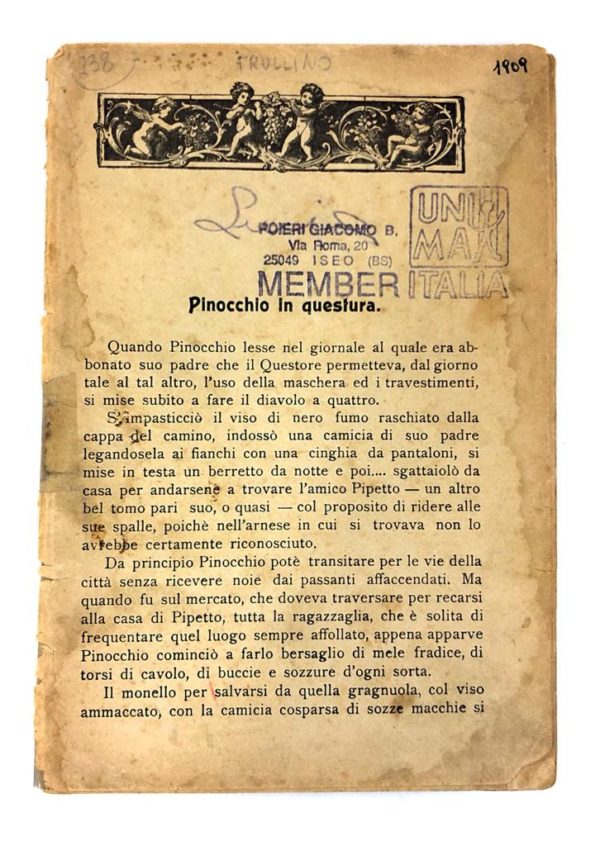 238
TRULLINO
1909
POIERI GIACOMO B.
Via Roma, 20
25049 ISEO (BS)
MEMBER
UNI
MAX
ITALIA
Pinocchio in questura.
Quando Pinocchio lesse nel giornale al quale era ab-
bonato suo padre che il Questore permetteva, dal giorno
tale al tal altro, l'uso della maschera ed i travestimenti,
si mise subito a fare il diavolo a quattro.
S'impasticciò il viso di nero fumo raschiato dalla
cappa del camino, indossò una camicia di suo padre
legandosela ai fianchi con una cinghia da pantaloni, si
mise in testa un berretto da notte e poi.... sgattaiolò da
casa per andarsene a trovare l'amico Pipetto — un altro
bel tomo pari suo, o quasi — col proposito di ridere alle
sue spalle, poichè nell'arnese in cui si trovava non lo
avrebbe certamente riconosciuto.
Da principio Pinocchio potè transitare per le vie della
città senza ricevere noie dai passanti affaccendati. Ma
quando fu sul mercato, che doveva traversare per recarsi
alla casa di Pipetto, tutta la ragazzaglia, che è solita di
frequentare quel luogo sempre affollato, appena apparve
Pinocchio cominciò a farlo bersaglio di mele fradice, di
torsi di cavolo, di buccie e sozzure d'ogni sorta.
Il monello per salvarsi da quella gragnuola, col viso
ammaccato, con la camicia cosparsa di sozze macchie si